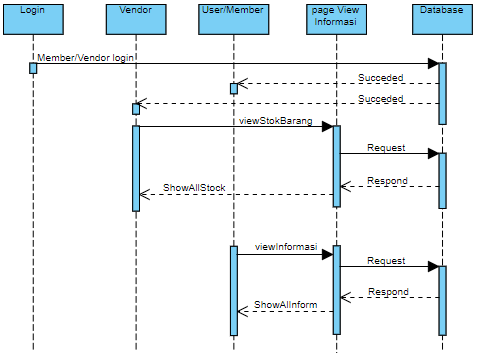 Login
Vendor
User/Member
page View
Informasi
Database
Member/Vendor login
Succeded
Succeded
viewStokBarang
Request
Respond
ShowAllStock
viewInformasi
Request
Respond
ShowAllInform